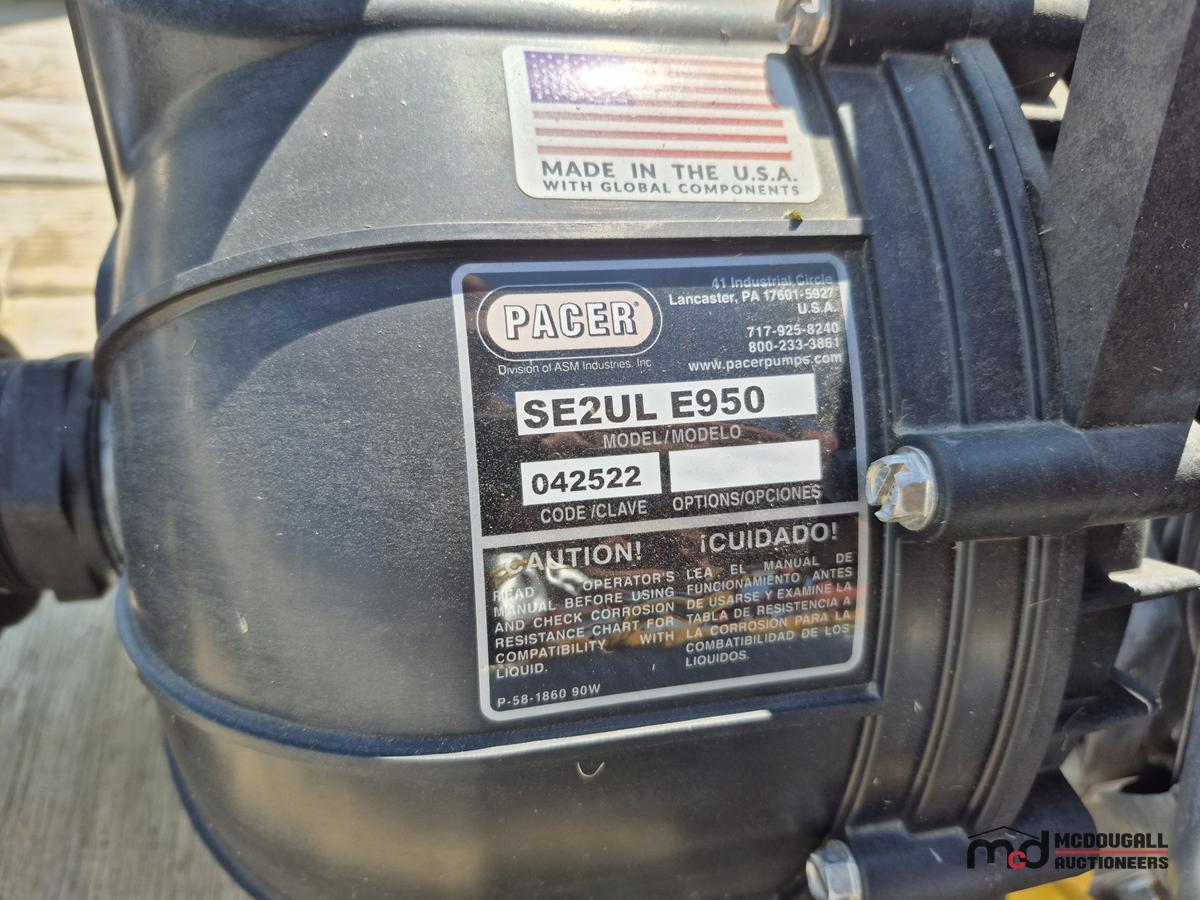 MADE IN THE U.S.A.
WITH GLOBAL COMPONENTS
PACER®
Division of ASM Industries, Inc
41 Industrial Circle
Lancaster, PA 17601-5927
U.S.A.
717-925-8240
800-233-3861
www.pacerpumps.com
SE2UL E950
MODEL/MODELO
042522
CODE/CLAVE
OPTIONS/OPCIONES
CAUTION!
READ OPERATOR'S
MANUAL BEFORE USING
AND CHECK CORROSION
RESISTANCE CHART FOR
COMPATIBILITY WITH
LIQUID.
¡CUIDADO!
LEA EL MANUAL DE
FUNCIONAMIENTO ANTES
DE USARSE Y EXAMINE LA
TABLA DE RESISTENCIA A
LA CORROSION PARA LA
COMBATIBILIDAD DE LOS
LIQUIDOS.
P-58-1860 90W
mcd MCDOUGALL
AUCTIONEERS